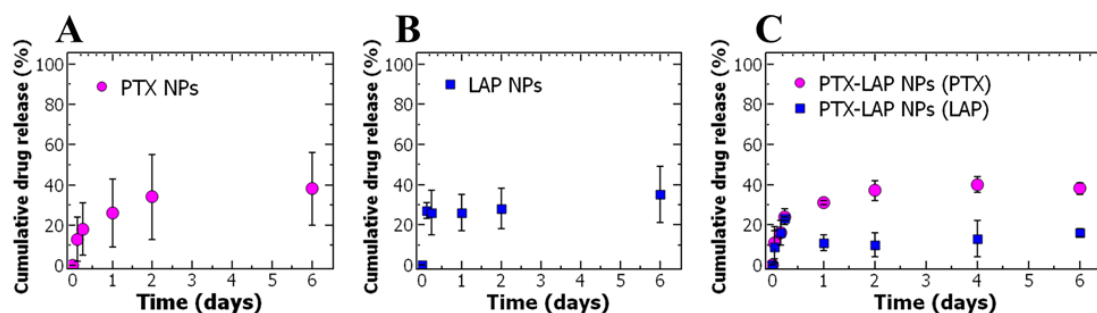 A
Cumulative drug release (%)
100
80
60
40
20
0
PTX NPs
0 1 2 3 4 5 6
Time (days)
B
Cumulative drug release (%)
100
80
60
40
20
0
LAP NPs
0 1 2 3 4 5 6
Time (days)
C
Cumulative drug release (%)
100
80
60
40
20
0
PTX-LAP NPs (PTX)
PTX-LAP NPs (LAP)
0 1 2 3 4 5 6
Time (days)